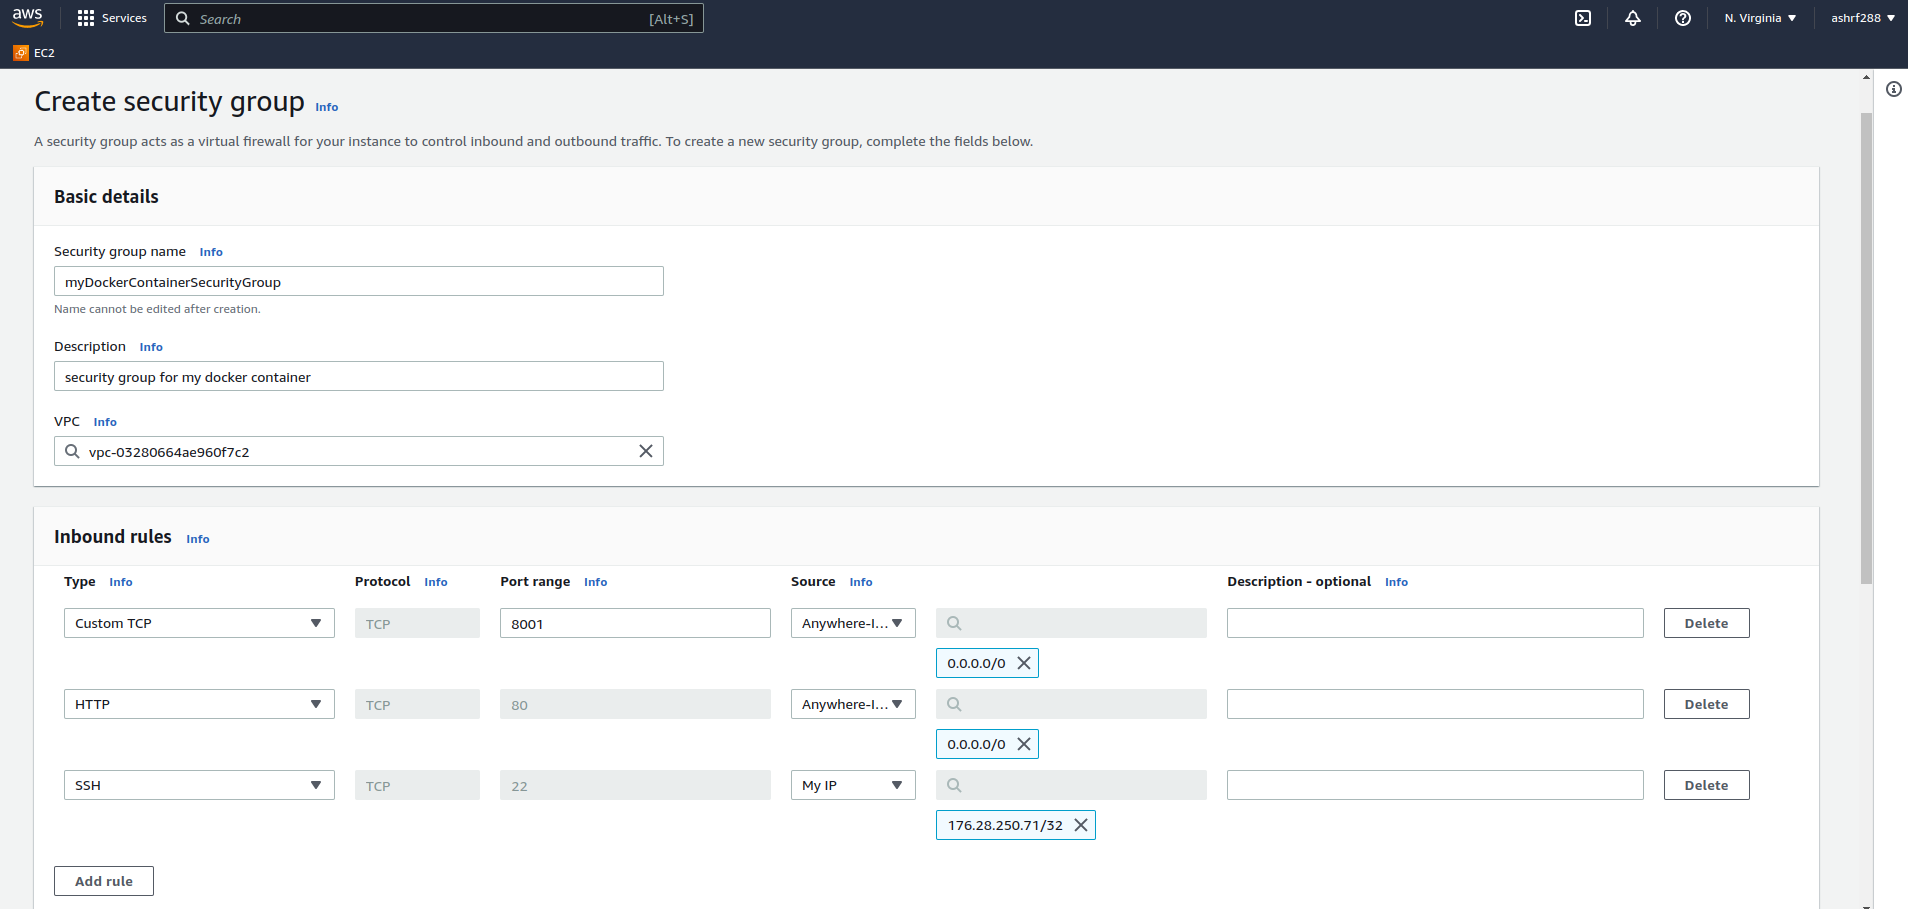 aws Services Search [Alt+S] N. Virginia ashrf288
EC2
Create security group Info
A security group acts as a virtual firewall for your instance to control inbound and outbound traffic. To create a new security group, complete the fields below.
Basic details
Security group name Info
myDockerContainerSecurityGroup
Name cannot be edited after creation.
Description Info
security group for my docker container
VPC Info
vpc-03280664ae960f7c2
Inbound rules Info
Type Info Protocol Info Port range Info Source Info Description - optional Info
Custom TCP TCP 8001 Anywhere-I... Delete
0.0.0.0/0
HTTP TCP 80 Anywhere-I... Delete
0.0.0.0/0
SSH TCP 22 My IP Delete
176.28.250.71/32
Add rule